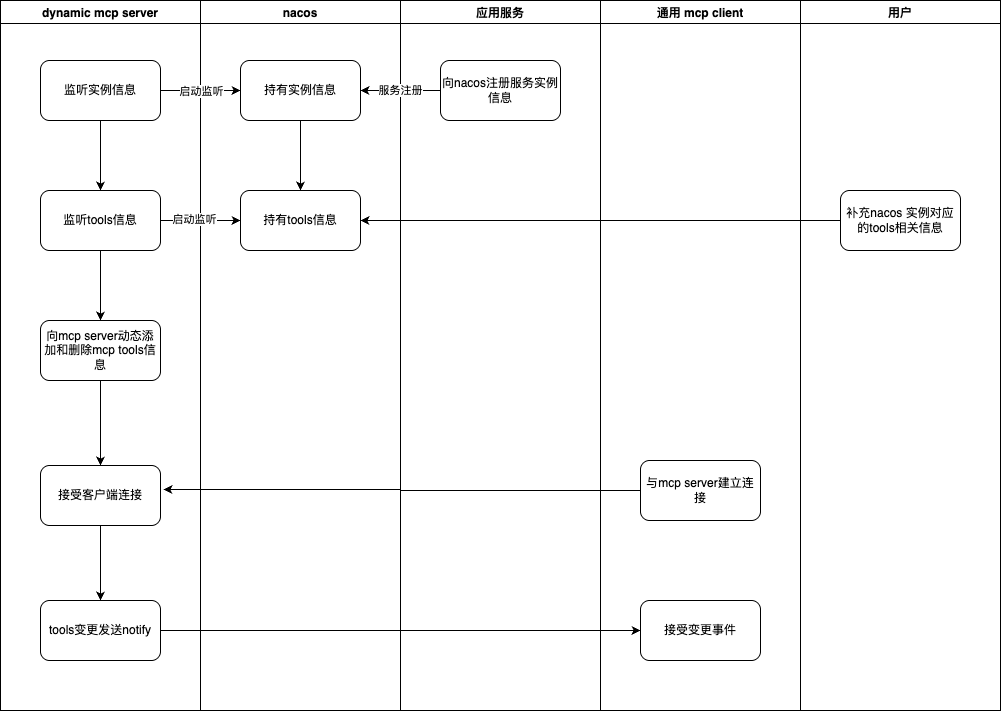 dynamic mcp server
nacos
应用服务
通用 mcp client
用户
监听实例信息
启动监听
持有实例信息
服务注册
向nacos注册服务实例
信息
监听tools信息
启动监听
持有tools信息
补充nacos 实例对应
的tools相关信息
向mcp server动态添
加和删除mcp tools信
息
接受客户端连接
与mcp server建立连
接
tools变更发送notify
接受变更事件